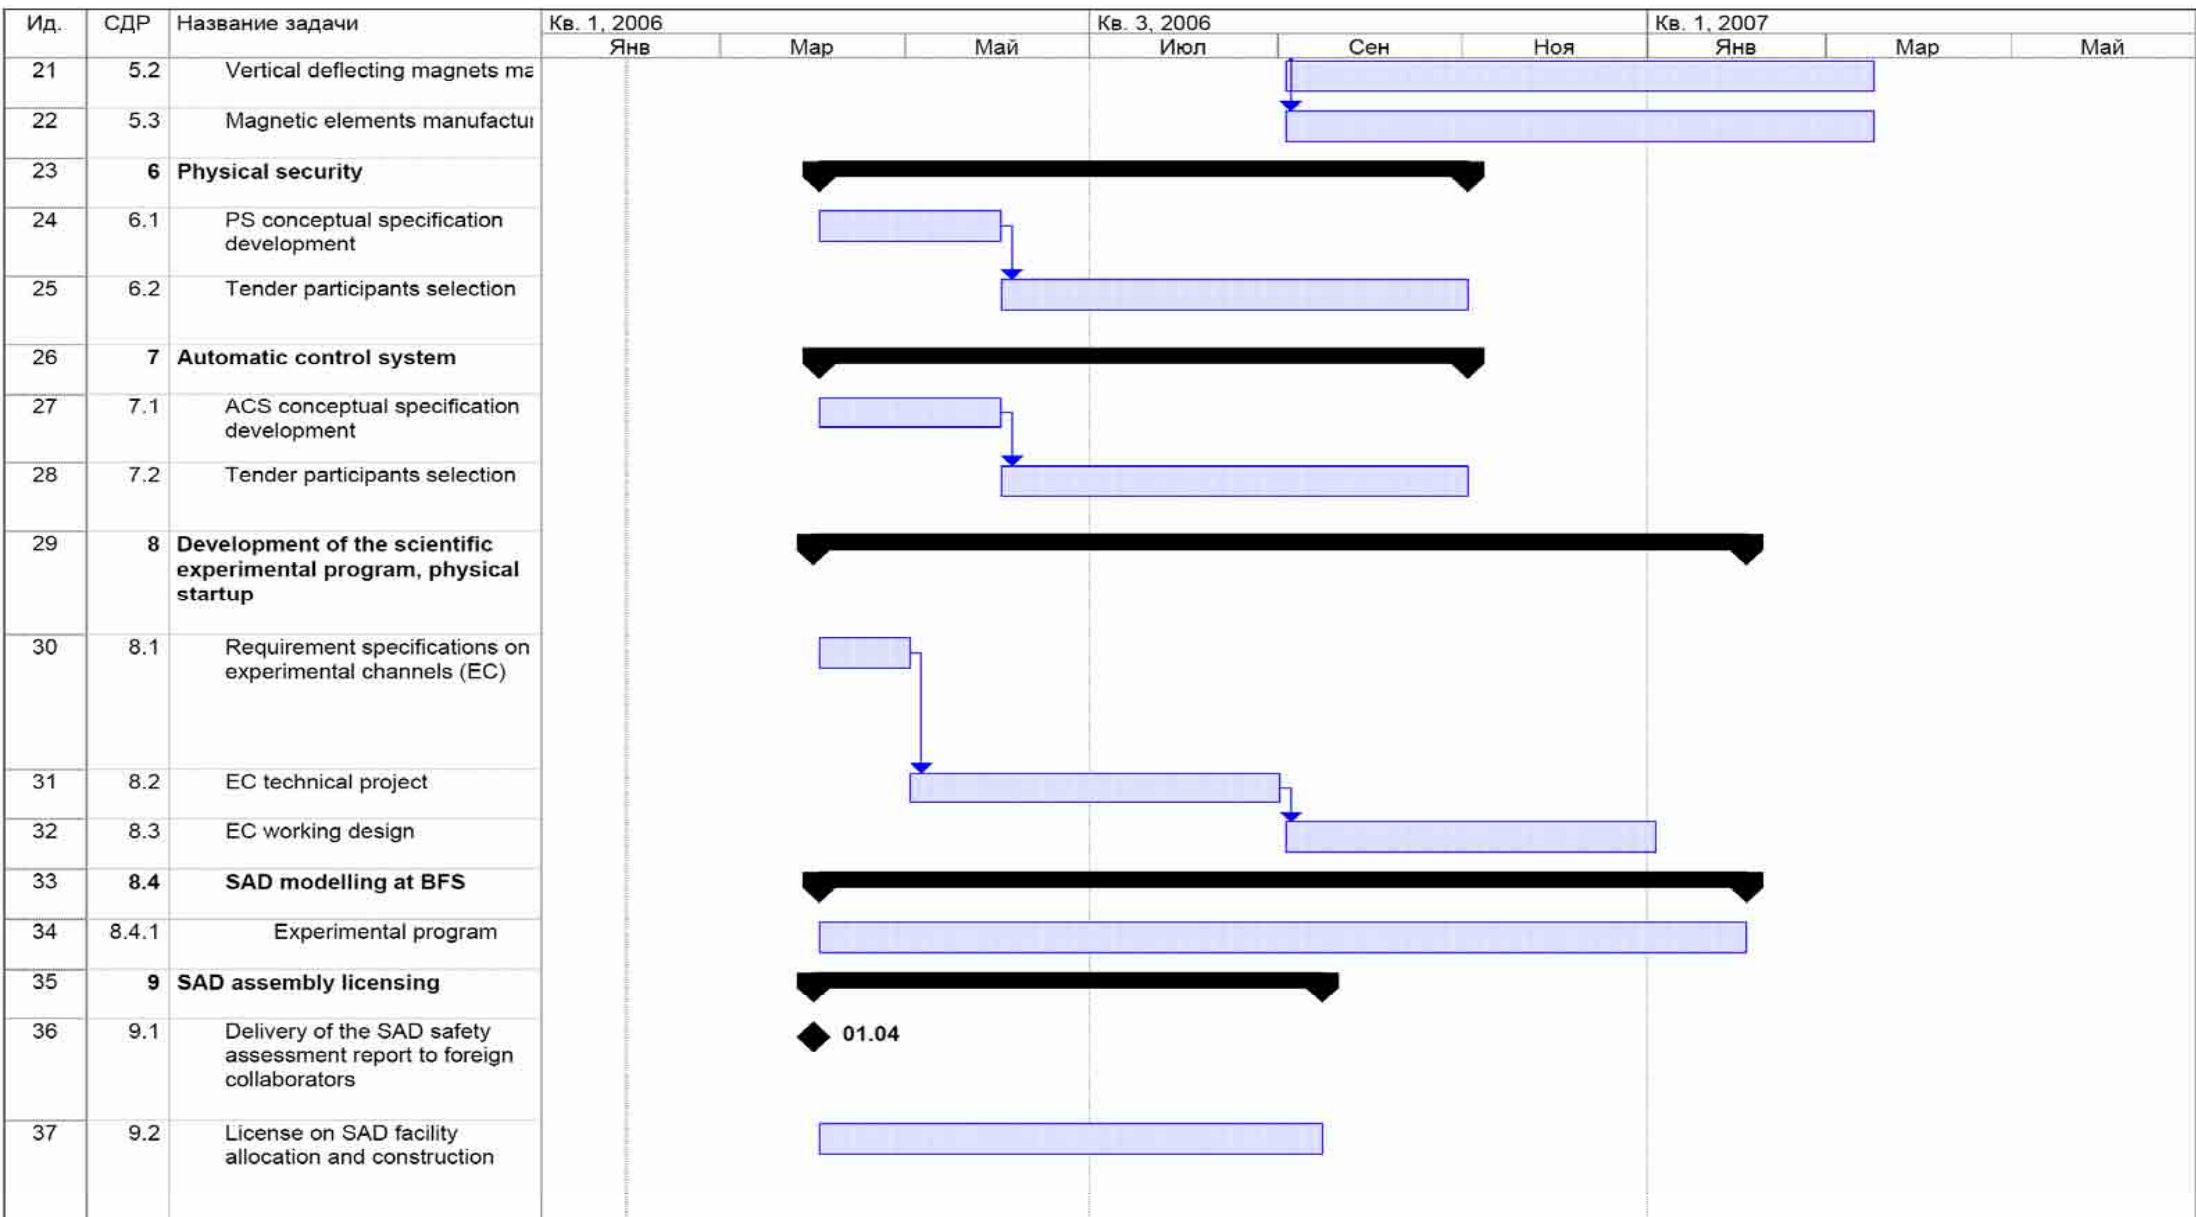 Ид. СДР Название задачи Кв. 1, 2006 Кв. 3, 2006 Кв. 1, 2007
Янв Мар Май Июл Сен Ноя Янв Мар Май
21 5.2 Vertical deflecting magnets
22 5.3 Magnetic elements
23 6 Physical security
24 6.1 PS conceptual specification
development
25 6.2 Tender participants selection
26 7 Automatic control system
27 7.1 ACS conceptual specification
development
28 7.2 Tender participants selection
29 8 Development of the scientific
experimental program, physical
startup
30 8.1 Requirement specifications on
experimental channels (EC)
31 8.2 EC technical project
32 8.3 EC working design
33 8.4 SAD modelling at BFS
34 8.4.1 Experimental program
35 9 SAD assembly licensing
36 9.1 Delivery of the SAD safety 01.04
assessment report to foreign
collaborators
37 9.2 License on SAD facility
allocation and construction